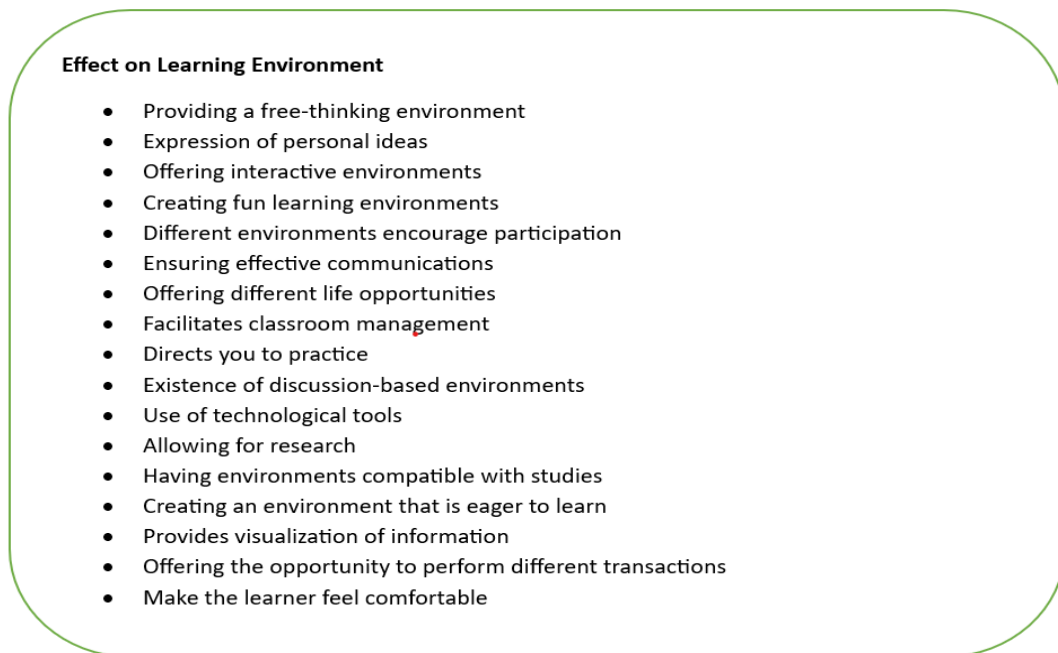 Effect on Learning Environment
• Providing a free-thinking environment
• Expression of personal ideas
• Offering interactive environments
• Creating fun learning environments
• Different environments encourage participation
• Ensuring effective communications
• Offering different life opportunities
• Facilitates classroom management
• Directs you to practice
• Existence of discussion-based environments
• Use of technological tools
• Allowing for research
• Having environments compatible with studies
• Creating an environment that is eager to learn
• Provides visualization of information
• Offering the opportunity to perform different transactions
• Make the learner feel comfortable